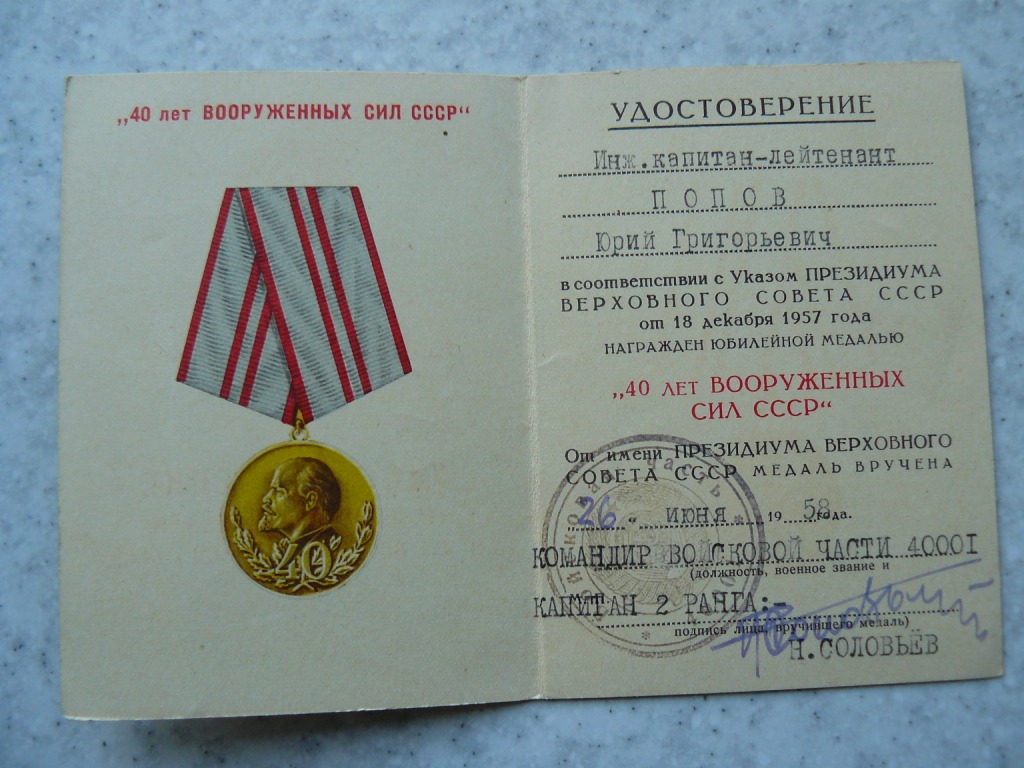 „40 лет ВООРУЖЕННЫХ СИЛ СССР“
40
УДОСТОВЕРЕНИЕ
Инж.капитан-лейтенант
ПОПОВ
Юрий Григорьевич
в соответствии с Указом ПРЕЗИДИУМА
ВЕРХОВНОГО СОВЕТА СССР
от 18 декабря 1957 года
НАГРАЖДЕН ЮБИЛЕЙНОЙ МЕДАЛЬЮ
„40 ЛЕТ ВООРУЖЕННЫХ
СИЛ СССР“
От имени ПРЕЗИДИУМА ВЕРХОВНОГО
СОВЕТА СССР МЕДАЛЬ ВРУЧЕНА
„26„ ИЮНЯ 1958 года.
КОМАНДИР ВОЙСКОВОЙ ЧАСТИ 40001
(должность, военное звание и
М.П.
КАПИТАН 2 РАНГА:-
подпись лица, вручившего медаль)
Н.СОЛОВЬЁВ